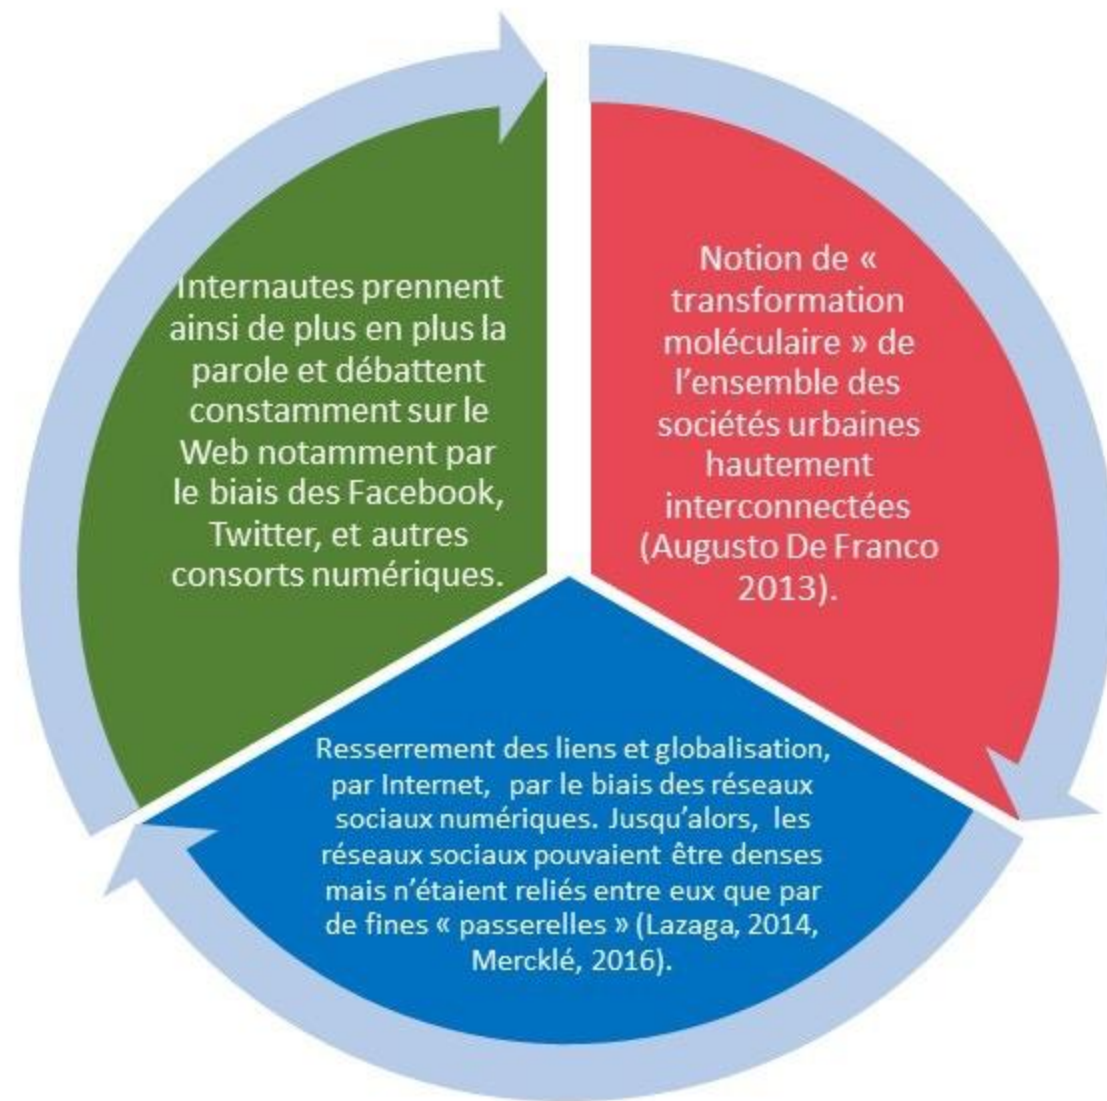 Notion de «
transformation
moléculaire » de
l'ensemble des
sociétés urbaines
hautement
interconnectées
(Augusto De Franco
2013).
Resserrement des liens et globalisation,
par Internet, par le biais des réseaux
sociaux numériques. Jusqu'alors, les
réseaux sociaux pouvaient être denses
mais n'étaient reliés entre eux que par
de fines « passerelles » (Lazaga, 2014,
Mercklé, 2016).
Internautes prennent
ainsi de plus en plus la
parole et débattent
constamment sur le
Web notamment par
le biais des Facebook,
Twitter, et autres
consorts numériques.